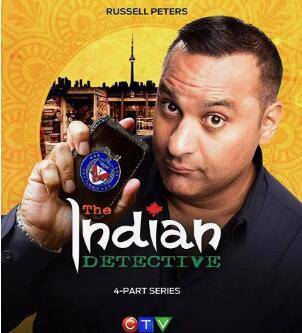 RUSSELL PETERS
The
Indian
DETECTIVE
4-PART SERIES
CTV